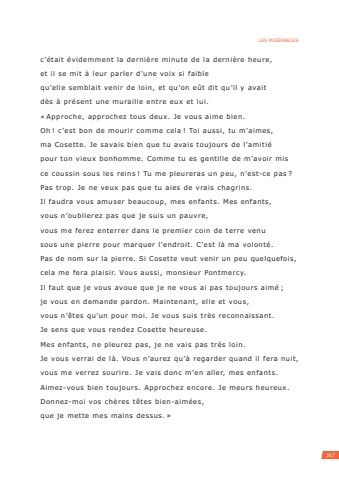 LES MISÉRABLES
c’était évidemment la dernière minute de la dernière heure,
et il se mit à leur parler d’une voix si faible
qu’elle semblait venir de loin, et qu’on eût dit qu’il y avait
dès à présent une muraille entre eux et lui.
« Approche, approchez tous deux. Je vous aime bien.
Oh ! c’est bon de mourir comme cela ! Toi aussi, tu m’aimes,
ma Cosette. Je savais bien que tu avais toujours de l’amitié
pour ton vieux bonhomme. Comme tu es gentille de m’avoir mis
ce coussin sous les reins ! Tu me pleureras un peu, n’est-ce pas ?
Pas trop. Je ne veux pas que tu aies de vrais chagrins.
Il faudra vous amuser beaucoup, mes enfants. Mes enfants,
vous n’oublierez pas que je suis un pauvre,
vous me ferez enterrer dans le premier coin de terre venu
sous une pierre pour marquer l’endroit. C’est là ma volonté.
Pas de nom sur la pierre. Si Cosette veut venir un peu quelquefois,
cela me fera plaisir. Vous aussi, monsieur Pontmercy.
Il faut que je vous avoue que je ne vous ai pas toujours aimé ;
je vous en demande pardon. Maintenant, elle et vous,
vous n’êtes qu’un pour moi. Je vous suis très reconnaissant.
Je sens que vous rendez Cosette heureuse.
Mes enfants, ne pleurez pas, je ne vais pas très loin.
Je vous verrai de là. Vous n’aurez qu’à regarder quand il fera nuit,
vous me verrez sourire. Je vais donc m’en aller, mes enfants.
Aimez-vous bien toujours. Approchez encore. Je meurs heureux.
Donnez-moi vos chères têtes bien-aimées,
que je mette mes mains dessus. »
267